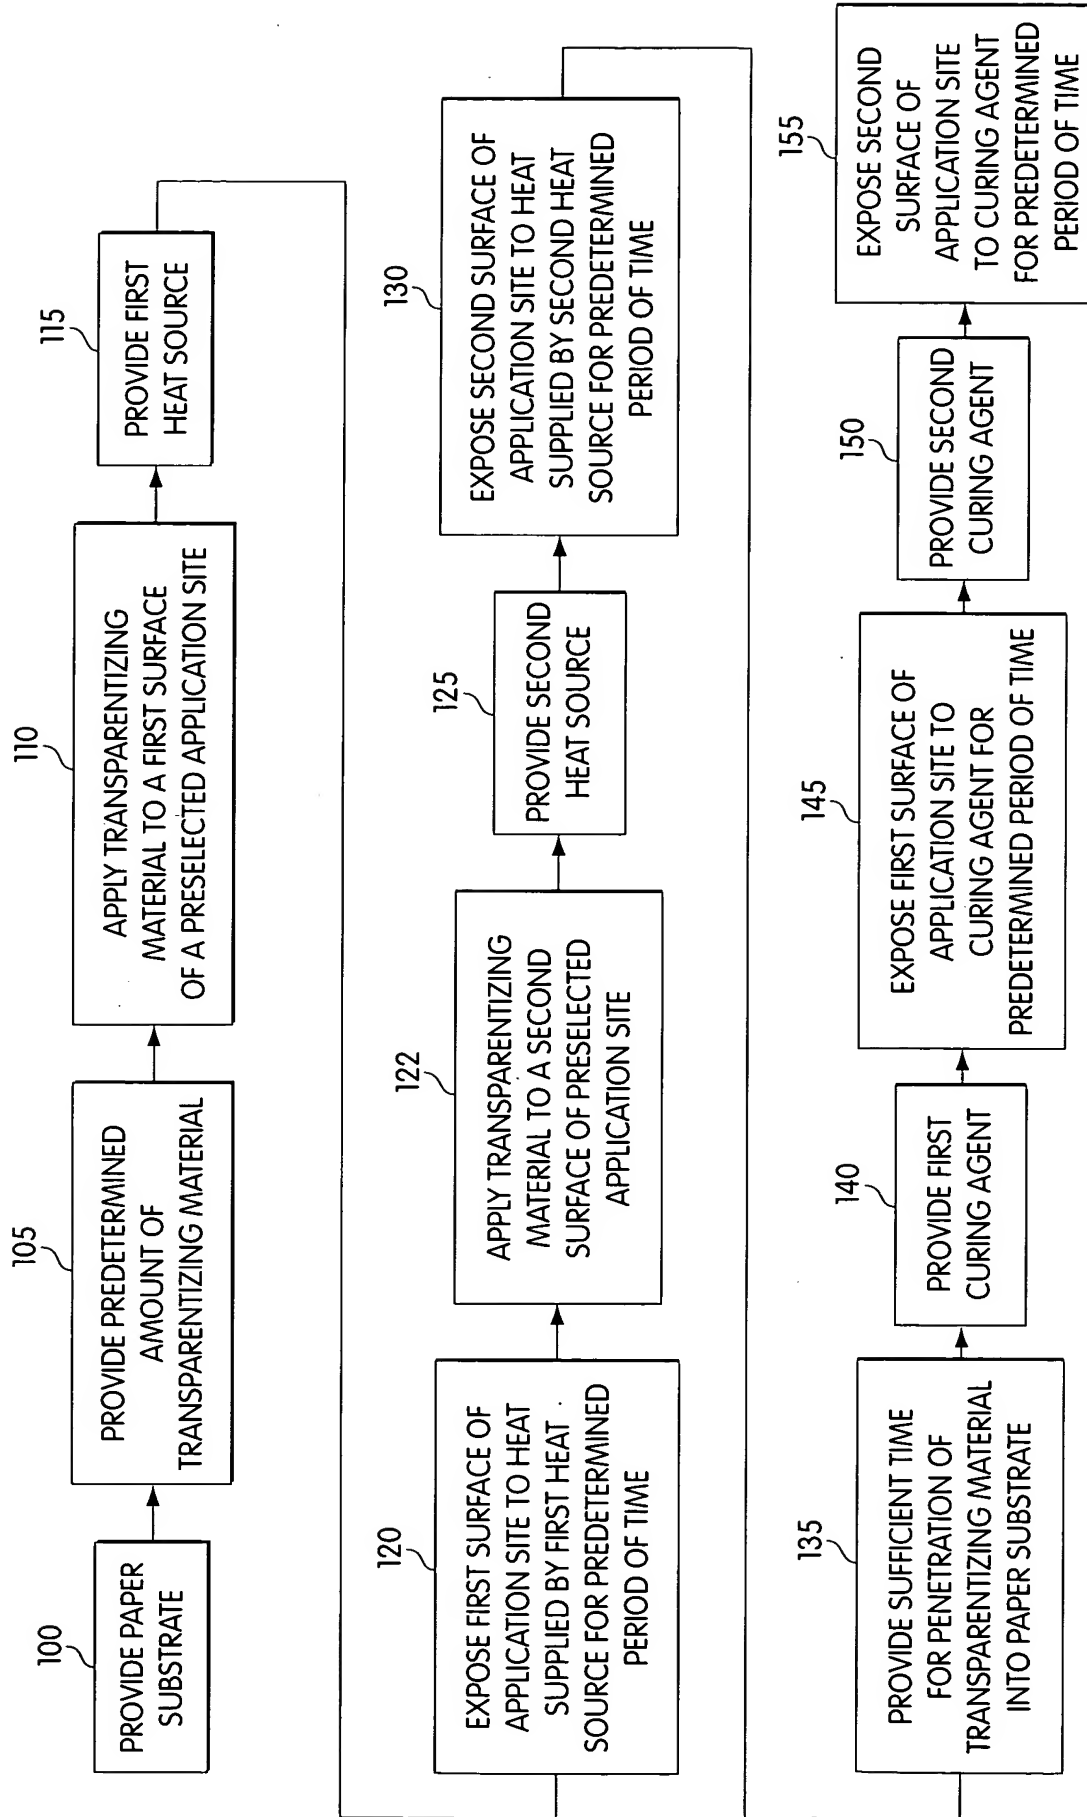 100
PROVIDE PAPER
SUBSTRATE
105
PROVIDE PREDETERMINED
AMOUNT OF
TRANSPARENTIZING MATERIAL
110
APPLY TRANSPARENTIZING
MATERIAL TO A FIRST SURFACE
OF A PRESELECTED APPLICATION SITE
115
PROVIDE FIRST
HEAT SOURCE
120
EXPOSE FIRST SURFACE OF
APPLICATION SITE TO HEAT
SUPPLIED BY FIRST HEAT
SOURCE FOR PREDETERMINED
PERIOD OF TIME
122
APPLY TRANSPARENTIZING
MATERIAL TO A SECOND
SURFACE OF PRESELECTED
APPLICATION SITE
125
PROVIDE SECOND
HEAT SOURCE
130
EXPOSE SECOND SURFACE OF
APPLICATION SITE TO HEAT
SUPPLIED BY SECOND HEAT
SOURCE FOR PREDETERMINED
PERIOD OF TIME
135
PROVIDE SUFFICIENT TIME
FOR PENETRATION OF
TRANSPARENTIZING MATERIAL
INTO PAPER SUBSTRATE
140
PROVIDE FIRST
CURING AGENT
145
EXPOSE FIRST SURFACE OF
APPLICATION SITE TO
CURING AGENT FOR
PREDETERMINED PERIOD OF TIME
150
PROVIDE SECOND
CURING AGENT
155
EXPOSE SECOND
SURFACE OF
APPLICATION SITE
TO CURING AGENT
FOR PREDETERMINED
PERIOD OF TIME